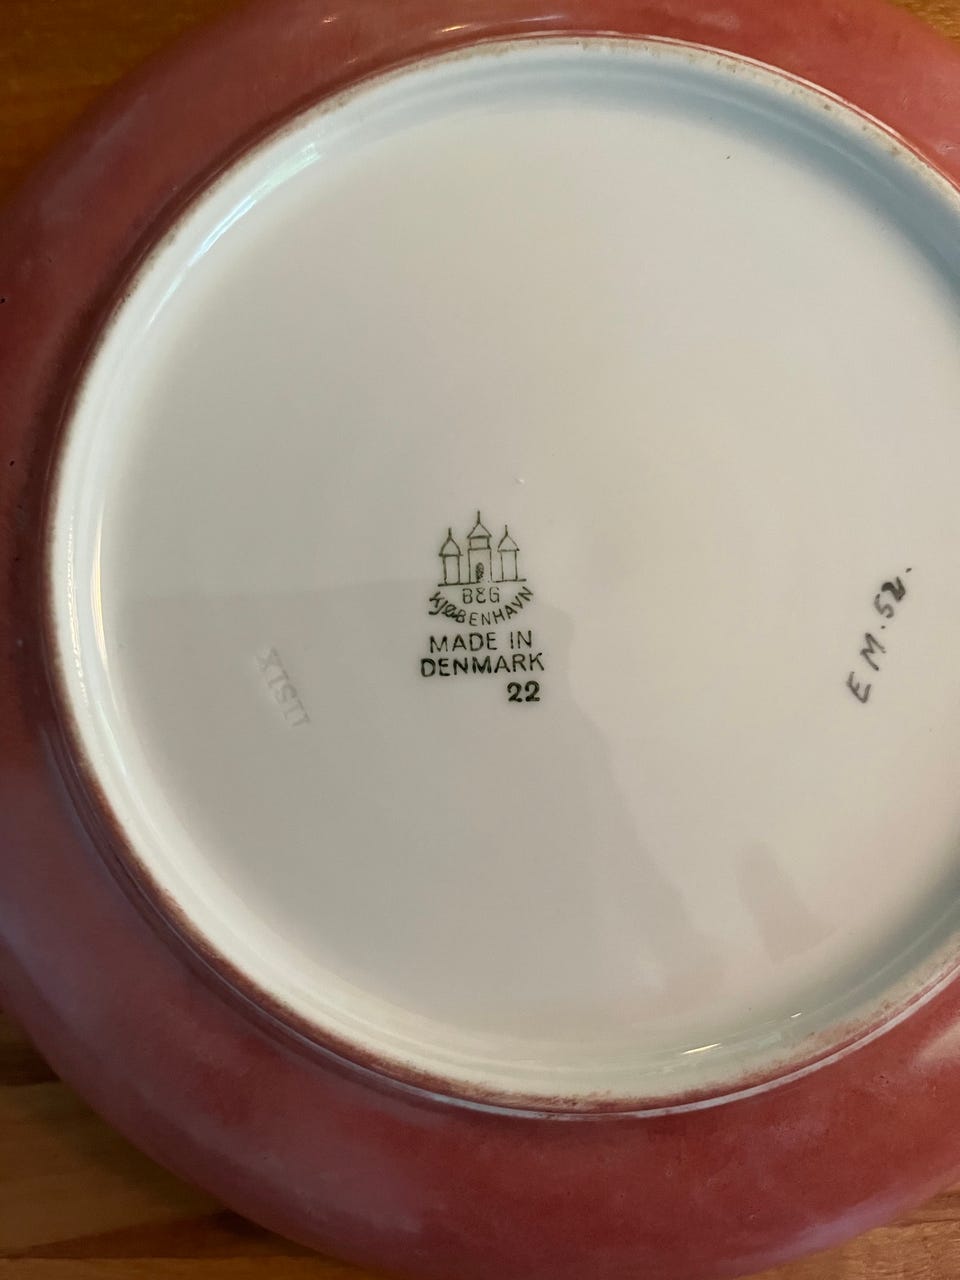 B&G
KJØBENHAVN
MADE IN
DENMARK
22
EM.52.